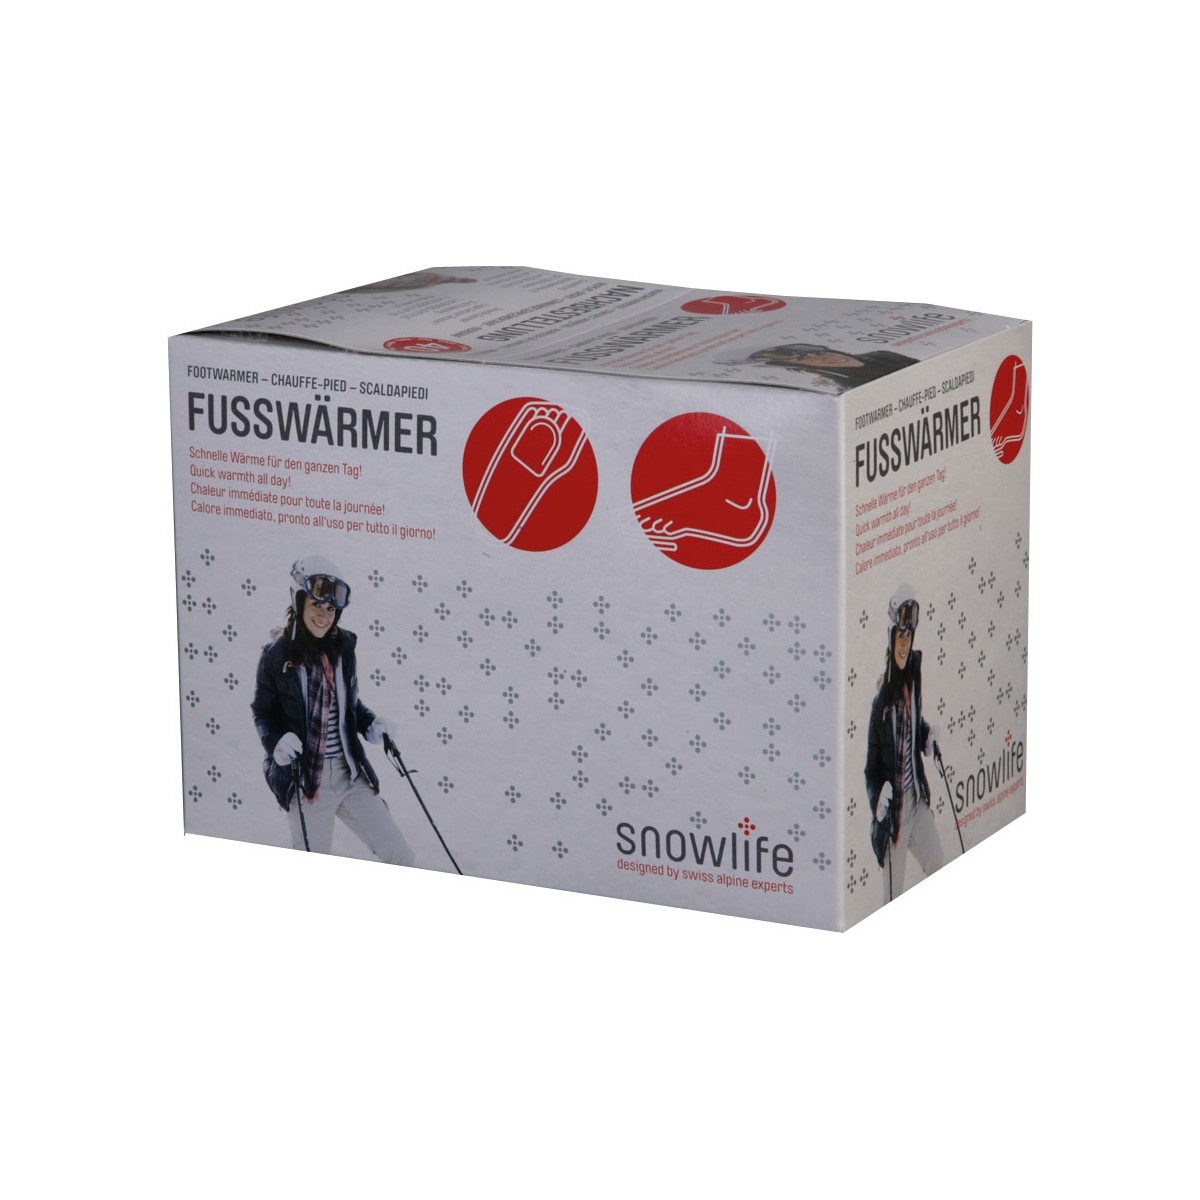 FOOTWARMER – CHAUFFE-PIED – SCALDAPIEDI
FUSSWÄRMER
Schnelle Wärme für den ganzen Tag!
Quick warmth all day!
Chaleur immédiate pour toute la journée!
Calore immediato, pronto all'uso per tutto il giorno!
snowlife
designed by swiss alpine experts
FOOTWARMER – CHAUFFE-PIED – SCALDAPIEDI
FUSSWÄRMER
Schnelle Wärme für den ganzen Tag!
Quick warmth all day!
Chaleur immédiate pour toute la journée!
Calore immediato, pronto all'uso per tutto il giorno!
snowlife
designed by swiss alpine experts
NACHBESTELLUNG
40
FUSSWÄRMER
snowlife